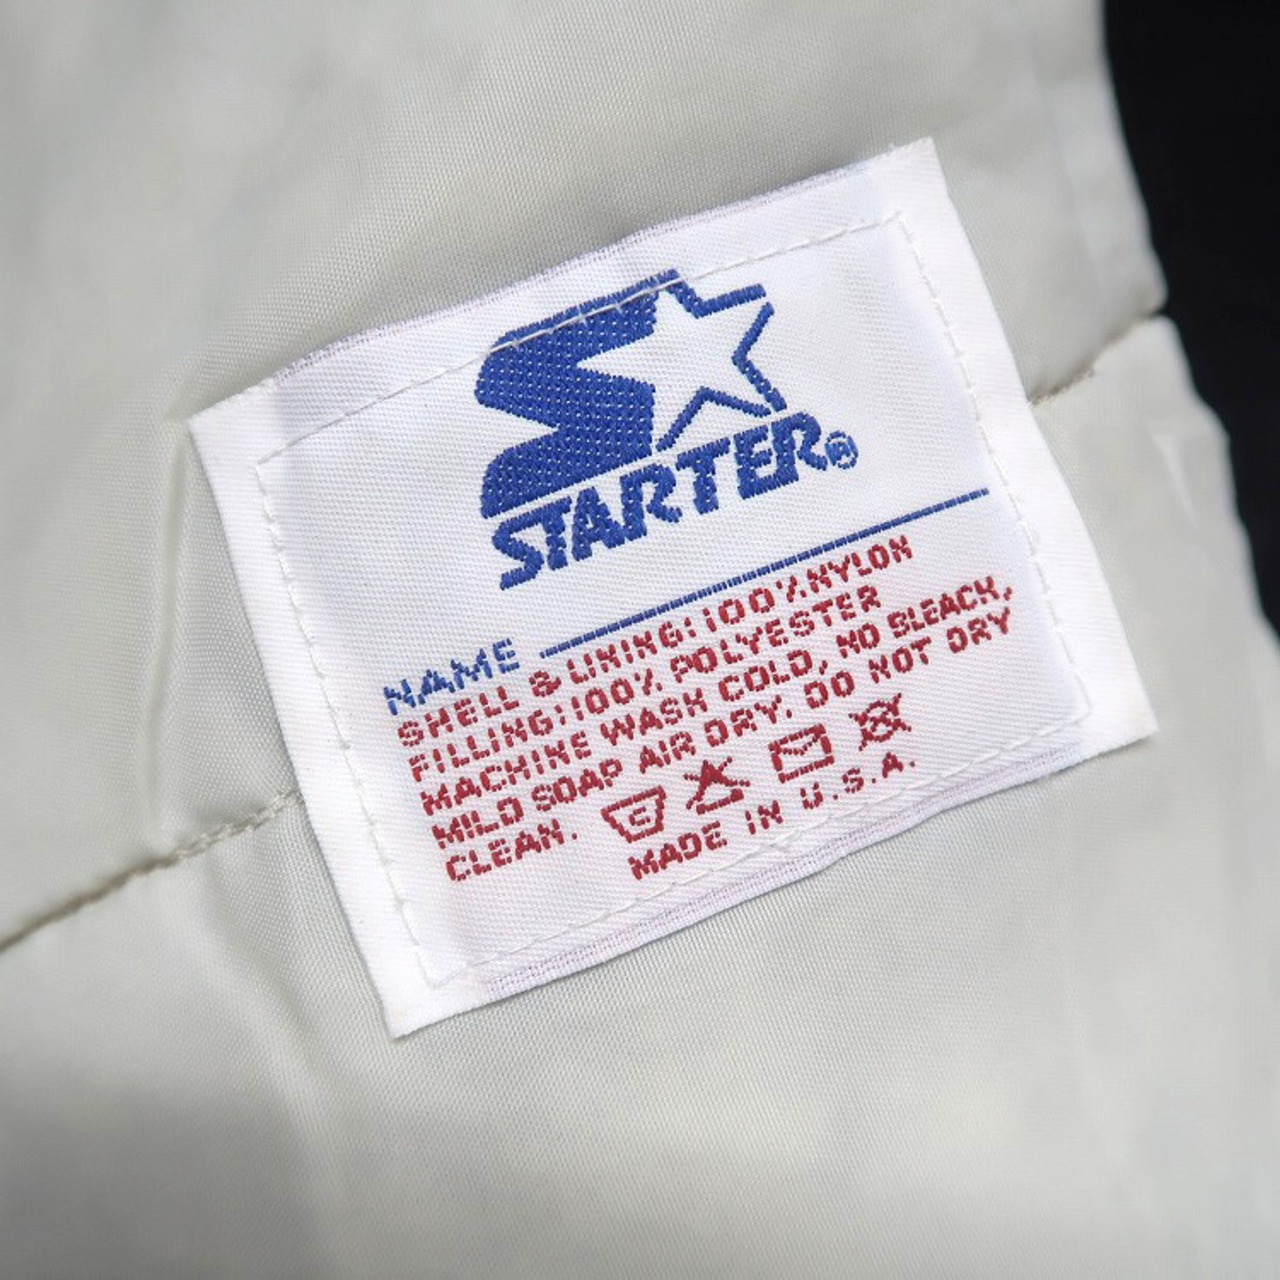 STARTER®
NAME
SHELL & LINING:100%NYLON
FILLING:100% POLYESTER
MACHINE WASH COLD, NO BLEACH,
MILD SOAP AIR DRY. DO NOT DRY
CLEAN.
MADE IN U.S.A.